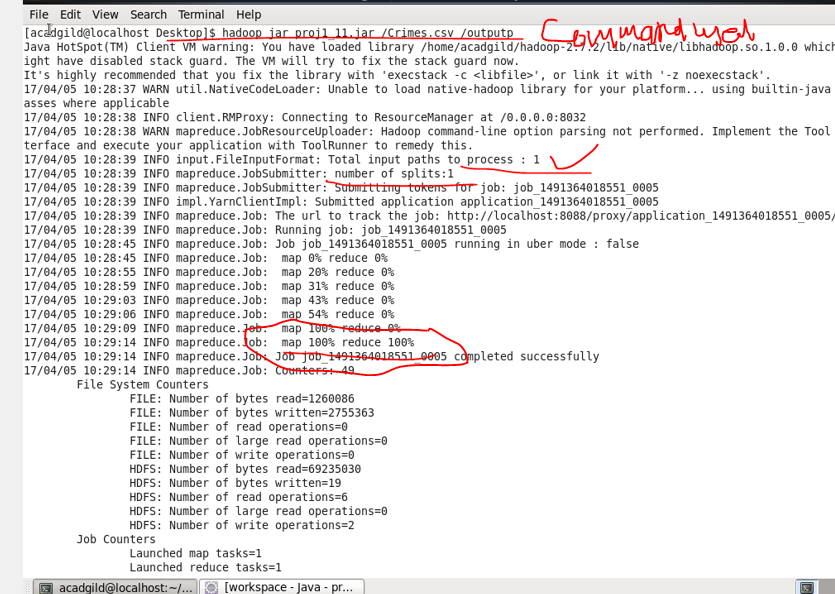 File Edit View Search Terminal Help
[acadgild@localhost Desktop]$ hadoop jar proj1_11.jar /Crimes.csv /outputp
Command used
Java HotSpot(TM) Client VM warning: You have loaded library /home/acadgild/hadoop-2.7.2/lib/native/libhadoop.so.1.0.0 which
ight have disabled stack guard. The VM will try to fix the stack guard now.
It's highly recommended that you fix the library with 'execstack -c <libfile>', or link it with '-z noexecstack'.
17/04/05 10:28:37 WARN util.NativeCodeLoader: Unable to load native-hadoop library for your platform... using builtin-java
asses where applicable
17/04/05 10:28:38 INFO client.RMProxy: Connecting to ResourceManager at /0.0.0.0:8032
17/04/05 10:28:38 WARN mapreduce.JobResourceUploader: Hadoop command-line option parsing not performed. Implement the Tool
terface and execute your application with ToolRunner to remedy this.
17/04/05 10:28:39 INFO input.FileInputFormat: Total input paths to process : 1
17/04/05 10:28:39 INFO mapreduce.JobSubmitter: number of splits:1
17/04/05 10:28:39 INFO mapreduce.JobSubmitter: Submitting tokens for job: job_1491364018551_0005
17/04/05 10:28:39 INFO impl.YarnClientImpl: Submitted application application_1491364018551_0005
17/04/05 10:28:39 INFO mapreduce.Job: The url to track the job: http://localhost:8088/proxy/application_1491364018551_0005/
17/04/05 10:28:39 INFO mapreduce.Job: Running job: job_1491364018551_0005
17/04/05 10:28:45 INFO mapreduce.Job: Job job_1491364018551_0005 running in uber mode : false
17/04/05 10:28:45 INFO mapreduce.Job: map 0% reduce 0%
17/04/05 10:28:55 INFO mapreduce.Job: map 20% reduce 0%
17/04/05 10:28:59 INFO mapreduce.Job: map 31% reduce 0%
17/04/05 10:29:03 INFO mapreduce.Job: map 43% reduce 0%
17/04/05 10:29:06 INFO mapreduce.Job: map 54% reduce 0%
17/04/05 10:29:09 INFO mapreduce.Job: map 100% reduce 0%
17/04/05 10:29:14 INFO mapreduce.Job: map 100% reduce 100%
17/04/05 10:29:14 INFO mapreduce.Job: Job job_1491364018551_0005 completed successfully
17/04/05 10:29:14 INFO mapreduce.Job: Counters: 49
File System Counters
FILE: Number of bytes read=1260086
FILE: Number of bytes written=2755363
FILE: Number of read operations=0
FILE: Number of large read operations=0
FILE: Number of write operations=0
HDFS: Number of bytes read=69235030
HDFS: Number of bytes written=19
HDFS: Number of read operations=6
HDFS: Number of large read operations=0
HDFS: Number of write operations=2
Job Counters
Launched map tasks=1
Launched reduce tasks=1
acadgild@localhost:~/... [workspace - Java - pr...